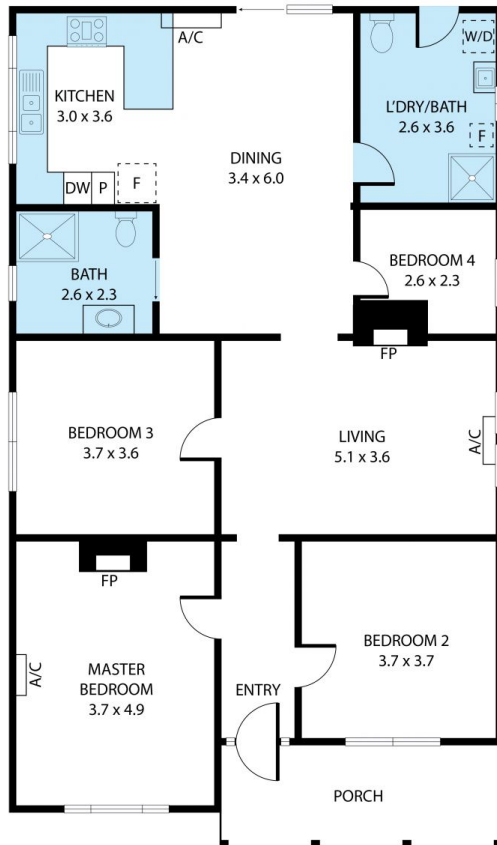 A/C
W/D
KITCHEN
3.0 x 3.6
L'DRY/BATH
2.6 x 3.6
F
DINING
3.4 x 6.0
DW P
F
BEDROOM 4
2.6 x 2.3
BATH
2.6 x 2.3
FP
BEDROOM 3
3.7 x 3.6
LIVING
5.1 x 3.6
A/C
FP
BEDROOM 2
3.7 x 3.7
A/C
MASTER
BEDROOM
3.7 x 4.9
ENTRY
PORCH